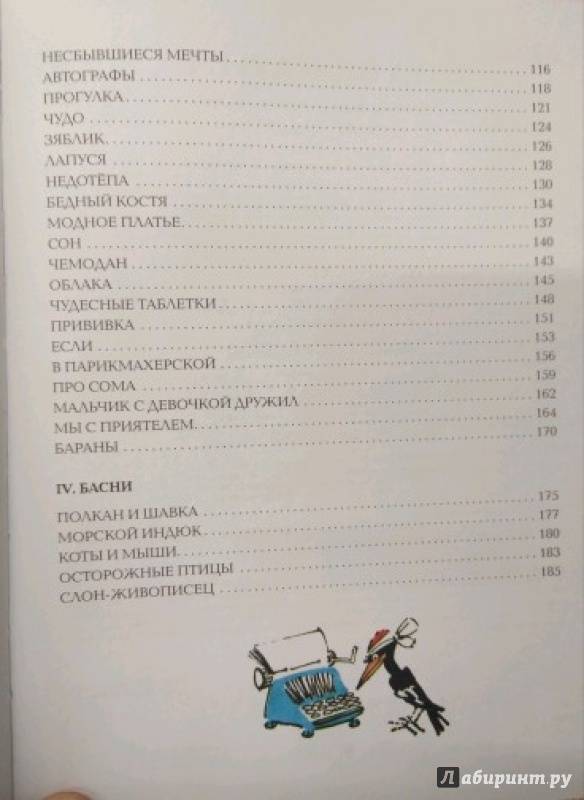 НЕСБЫВШИЕСЯ МЕЧТЫ 116
АВТОГРАФЫ 118
ПРОГУЛКА 121
ЧУДО 124
ЗЯБЛИК 126
ЛАПУСЯ 128
НЕДОТЁПА 130
БЕДНЫЙ КОСТЯ 134
МОДНОЕ ПЛАТЬЕ 137
СОН 140
ЧЕМОДАН 143
ОБЛАКА 145
ЧУДЕСНЫЕ ТАБЛЕТКИ 148
ПРИВИВКА 151
ЕСЛИ 153
В ПАРИКМАХЕРСКОЙ 156
ПРО СОМА 159
МАЛЬЧИК С ДЕВОЧКОЙ ДРУЖИЛ 162
МЫ С ПРИЯТЕЛЕМ 164
БАРАНЫ 170
IV. БАСНИ
ПОЛКАН И ШАВКА 175
МОРСКОЙ ИНДЮК 177
КОТЫ И МЫШИ 180
ОСТОРОЖНЫЕ ПТИЦЫ 183
СЛОН-ЖИВОПИСЕЦ 185
Лабиринт.ру